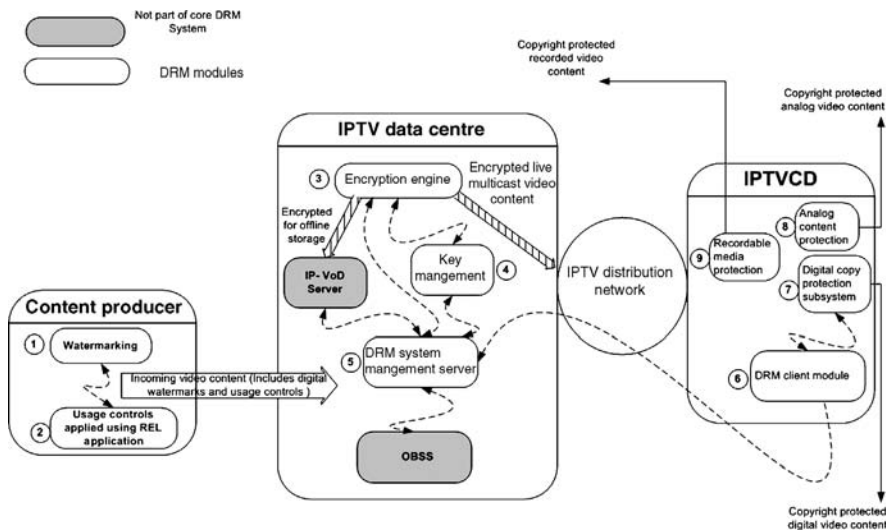 Not part of core DRM
System
DRM modules
Copyright protected
recorded video
content
Copyright protected
analog video content
IPTV data centre
3
Encryption engine
Encrypted live
multicast video
content
Encrypted
for offline
storage
IP- VoD
Server
Key
mangement
4
5
DRM system
mangement server
OBSS
IPTV distribution
network
IPTVCD
8
Analog
content
protection
9
Recordable
media
protection
7
Digital copy
protection
subsystem
6
DRM client module
Content producer
1
Watermarking
2
Usage controls
applied using REL
application
Incoming video content (Includes digital
watermarks and usage controls )
Copyright protected
digital video content